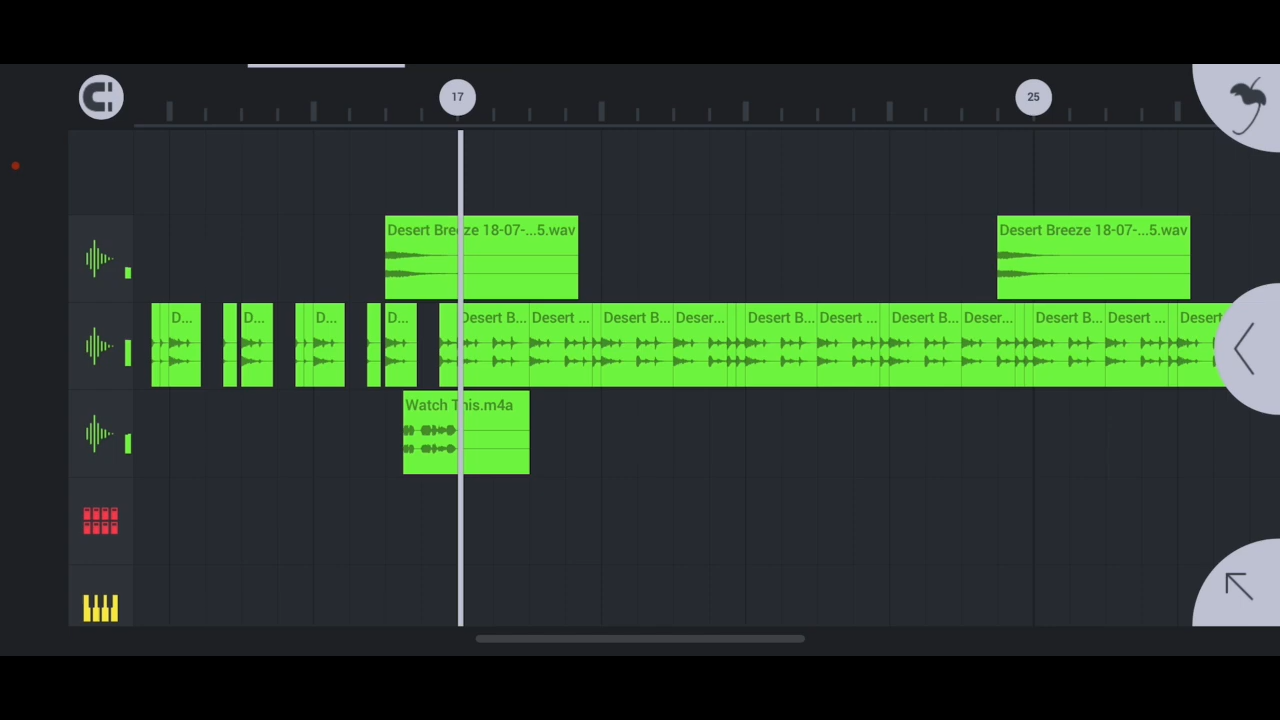 17
25
Desert Breeze 18-07-...5.wav
Desert Breeze 18-07-...5.wav
D...
D...
D...
D...
Desert B...
Desert ...
Desert B...
Deser...
Desert B...
Desert ...
Desert B...
Deser...
Desert B...
Desert ...
Desert
Watch This.m4a